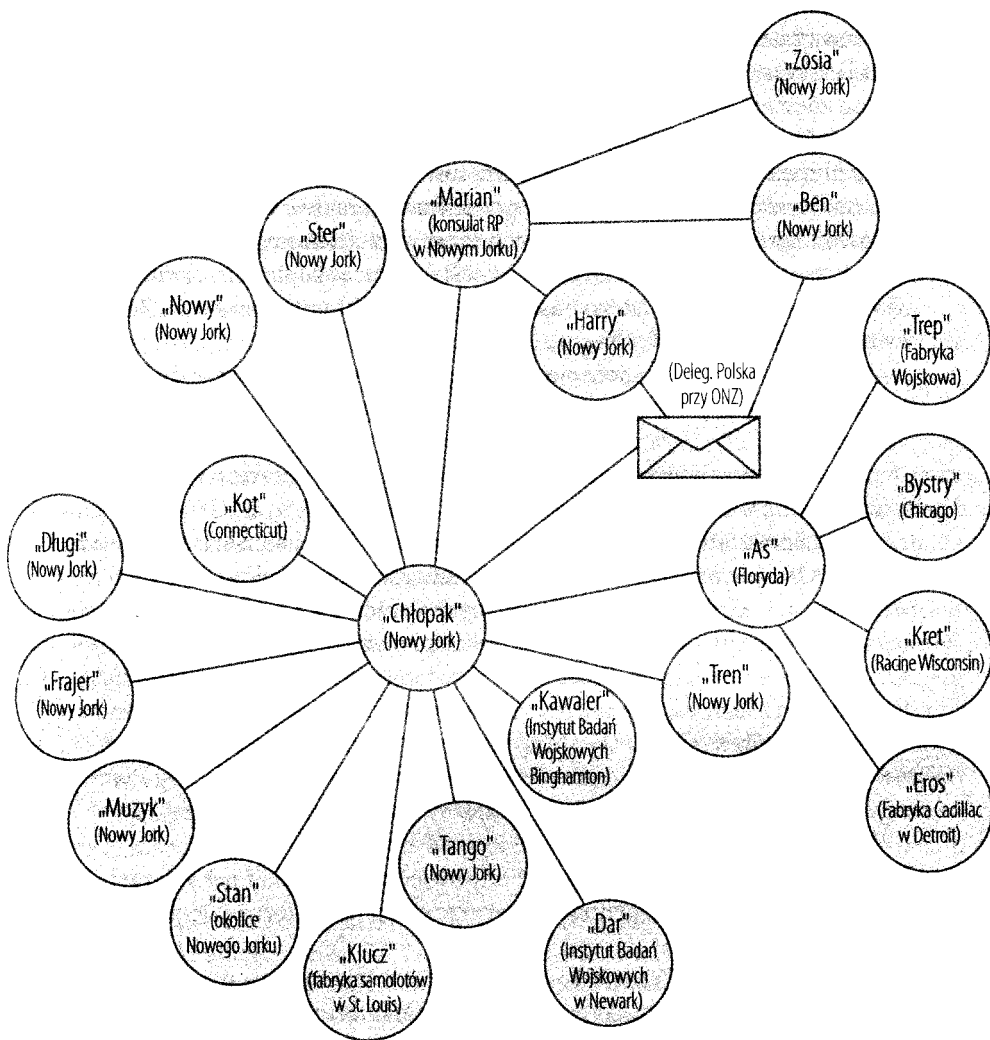 „Zosia"
(Nowy Jork)
„Marian"
(konsulat RP
w Nowym Jorku)
„Ben"
(Nowy Jork)
„Ster"
(Nowy Jork)
„Nowy"
(Nowy Jork)
„Harry"
(Nowy Jork)
„Trep"
(Fabryka
Wojskowa)
(Deleg. Polska
przy ONZ)
„Kot"
(Connecticut)
„Bystry"
(Chicago)
„Długi"
(Nowy Jork)
„As"
(Floryda)
„Chłopak"
(Nowy Jork)
„Kret"
(Racine Wisconsin)
„Frajer"
(Nowy Jork)
„Tren"
(Nowy Jork)
„Kawaler"
(Instytut Badań
Wojskowych
Binghamton)
„Eros"
(Fabryka Cadillac
w Detroit)
„Muzyk"
(Nowy Jork)
„Tango"
(Nowy Jork)
„Stan"
(okolice
Nowego Jorku)
„Klucz"
(fabryka samolotów
w St. Louis)
„Dar"
(Instytut Badań
Wojskowych
w Newark)